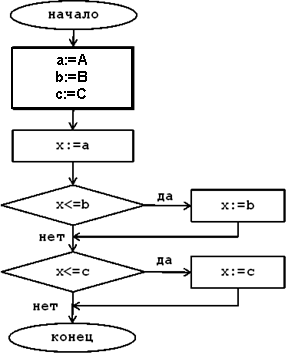 начало
a:=A
b:=B
c:=C
x:=a
x<=b
да
x:=b
нет
x<=c
да
x:=c
нет
конец